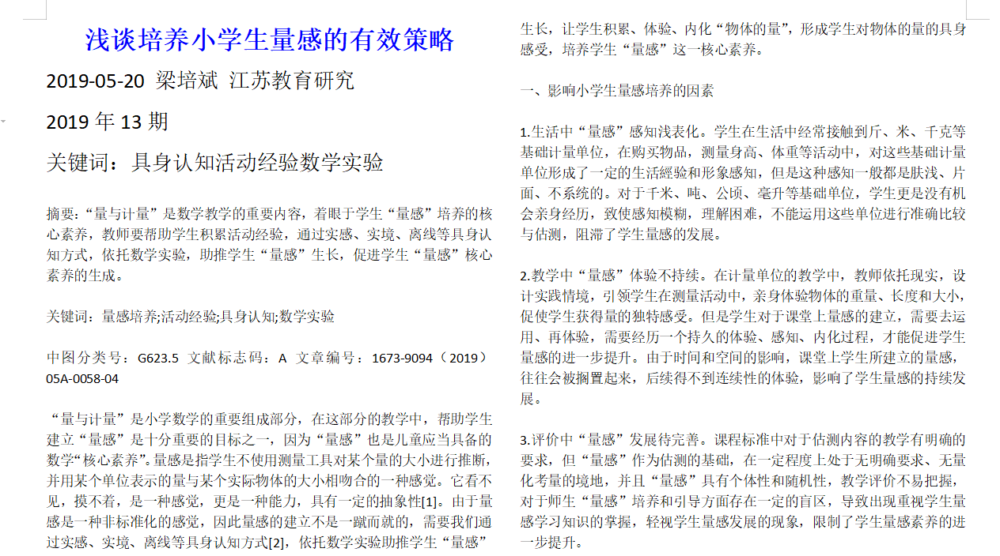 浅谈培养小学生量感的有效策略
2019-05-20 梁培斌 江苏教育研究
2019 年 13 期
关键词：具身认知活动经验数学实验
摘要：“量与计量”是数学教学的重要内容，着眼于学生“量感”培养的核
心素养，教师要帮助学生积累活动经验，通过实感、实境、离线等具身认
知方式，依托数学实验，助推学生“量感”生长，促进学生“量感”核心
素养的生成。
关键词：量感培养;活动经验;具身认知;数学实验
中图分类号：G623.5 文献标志码：A 文章编号：1673-9094（2019）
05A-0058-04
“量与计量”是小学数学的重要组成部分，在这部分的教学中，帮助学生
建立“量感”是十分重要的目标之一，因为“量感”也是儿童应当具备的
数学“核心素养”。量感是指学生不使用测量工具对某个量的大小进行推断，
并用某个单位表示的量与某个实际物体的大小相吻合的一种感觉。它看不
见，摸不着，是一种感觉，更是一种能力，具有一定的抽象性[1]。由于量
感是一种非标准化的感觉，因此量感的建立不是一蹴而就的，需要我们通
过实感、实境、离线等具身认知方式[2]，依托数学实验助推学生“量感”
生长，让学生积累、体验、内化“物体的量”，形成学生对物体的量的具身
感受，培养学生“量感”这一核心素养。
一、影响小学生量感培养的因素
1.生活中“量感”感知浅表化。学生在生活中经常接触到斤、米、千克等
基础计量单位，在购买物品，测量身高、体重等活动中，对这些基础计量
单位形成了一定的生活經验和形象感知，但是这种感知一般都是肤浅、片
面、不系统的。对于千米、吨、公顷、毫升等基础单位，学生更是没有机
会亲身经历，致使感知模糊，理解困难，不能运用这些单位进行准确比较
与估测，阻滞了学生量感的发展。
2.教学中“量感”体验不持续。在计量单位的教学中，教师依托现实，设
计实践情境，引领学生在测量活动中，亲身体验物体的重量、长度和大小，
促使学生获得量的独特感受。但是学生对于课堂上量感的建立，需要去运
用、再体验，需要经历一个持久的体验、感知、内化过程，才能促进学生
量感的进一步提升。由于时间和空间的影响，课堂上学生所建立的量感，
往往会被搁置起来，后续得不到连续性的体验，影响了学生量感的持续发
展。
3.评价中“量感”发展待完善。课程标准中对于估测内容的教学有明确的
要求，但“量感”作为估测的基础，在一定程度上处于无明确要求、无量
化考量的境地，并且“量感”具有个体性和随机性，教学评价不易把握，
对于师生“量感”培养和引导方面存在一定的盲区，导致出现重视学生量
感学习知识的掌握，轻视学生量感发展的现象，限制了学生量感素养的进
一步提升。